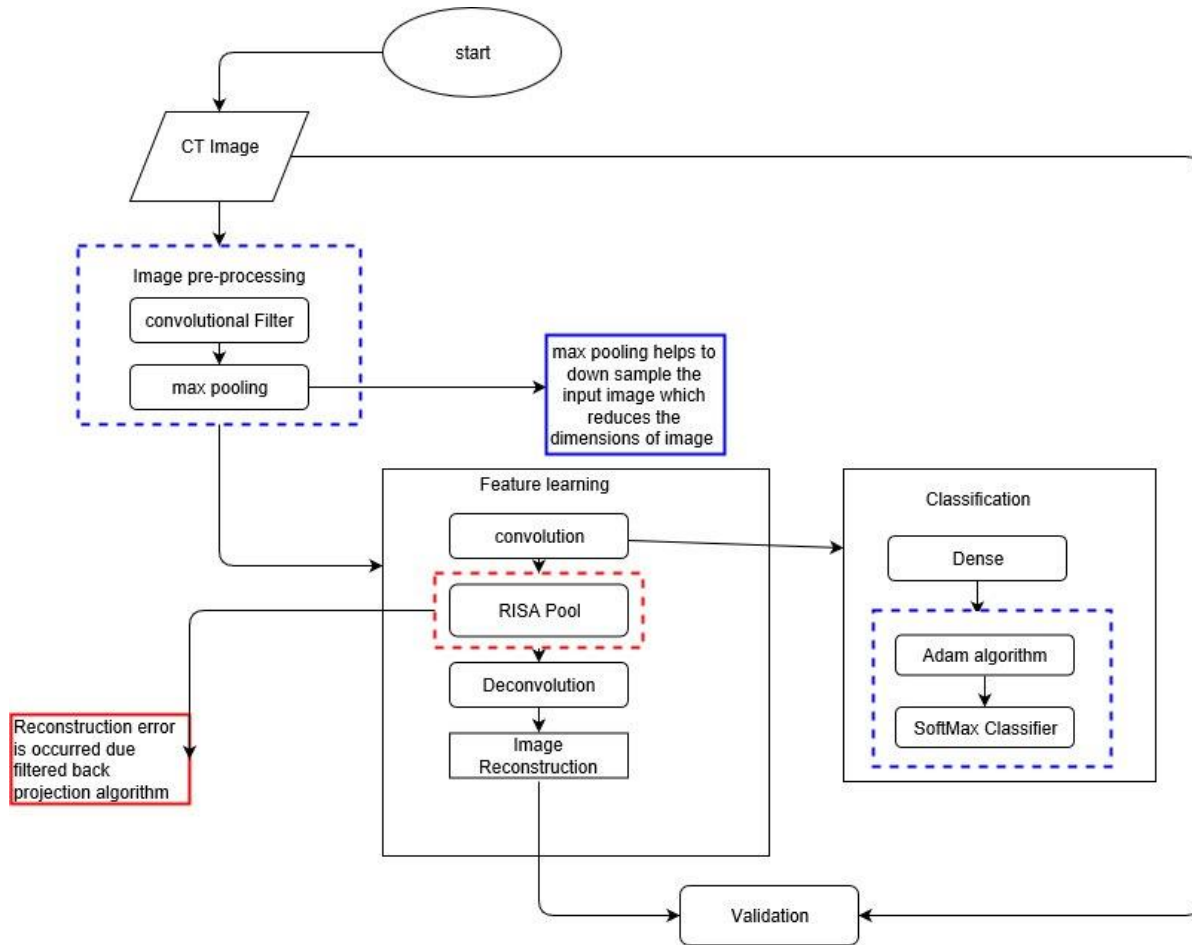 start
CT Image
Image pre-processing
convolutional Filter
max pooling
max pooling helps to
down sample the
input image which
reduces the
dimensions of image
Feature learning
convolution
RISA Pool
Deconvolution
Image
Reconstruction
Classification
Dense
Adam algorithm
SoftMax Classifier
Reconstruction error
is occurred due
filtered back
projection algorithm
Validation